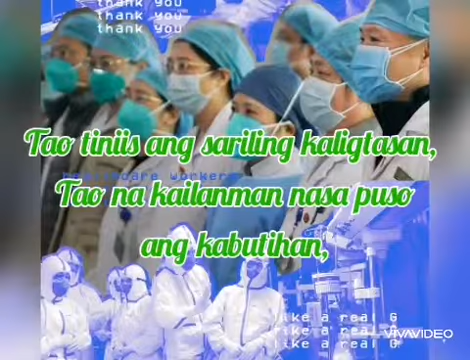 thank you
thank you
thank you
Tao tiniis ang sariling kaligtasan,
healthcare workers
Tao na kailanman nasa puso
ang kabutihan,
like a real G
like a real G
like a real G
VIVAVIDEO